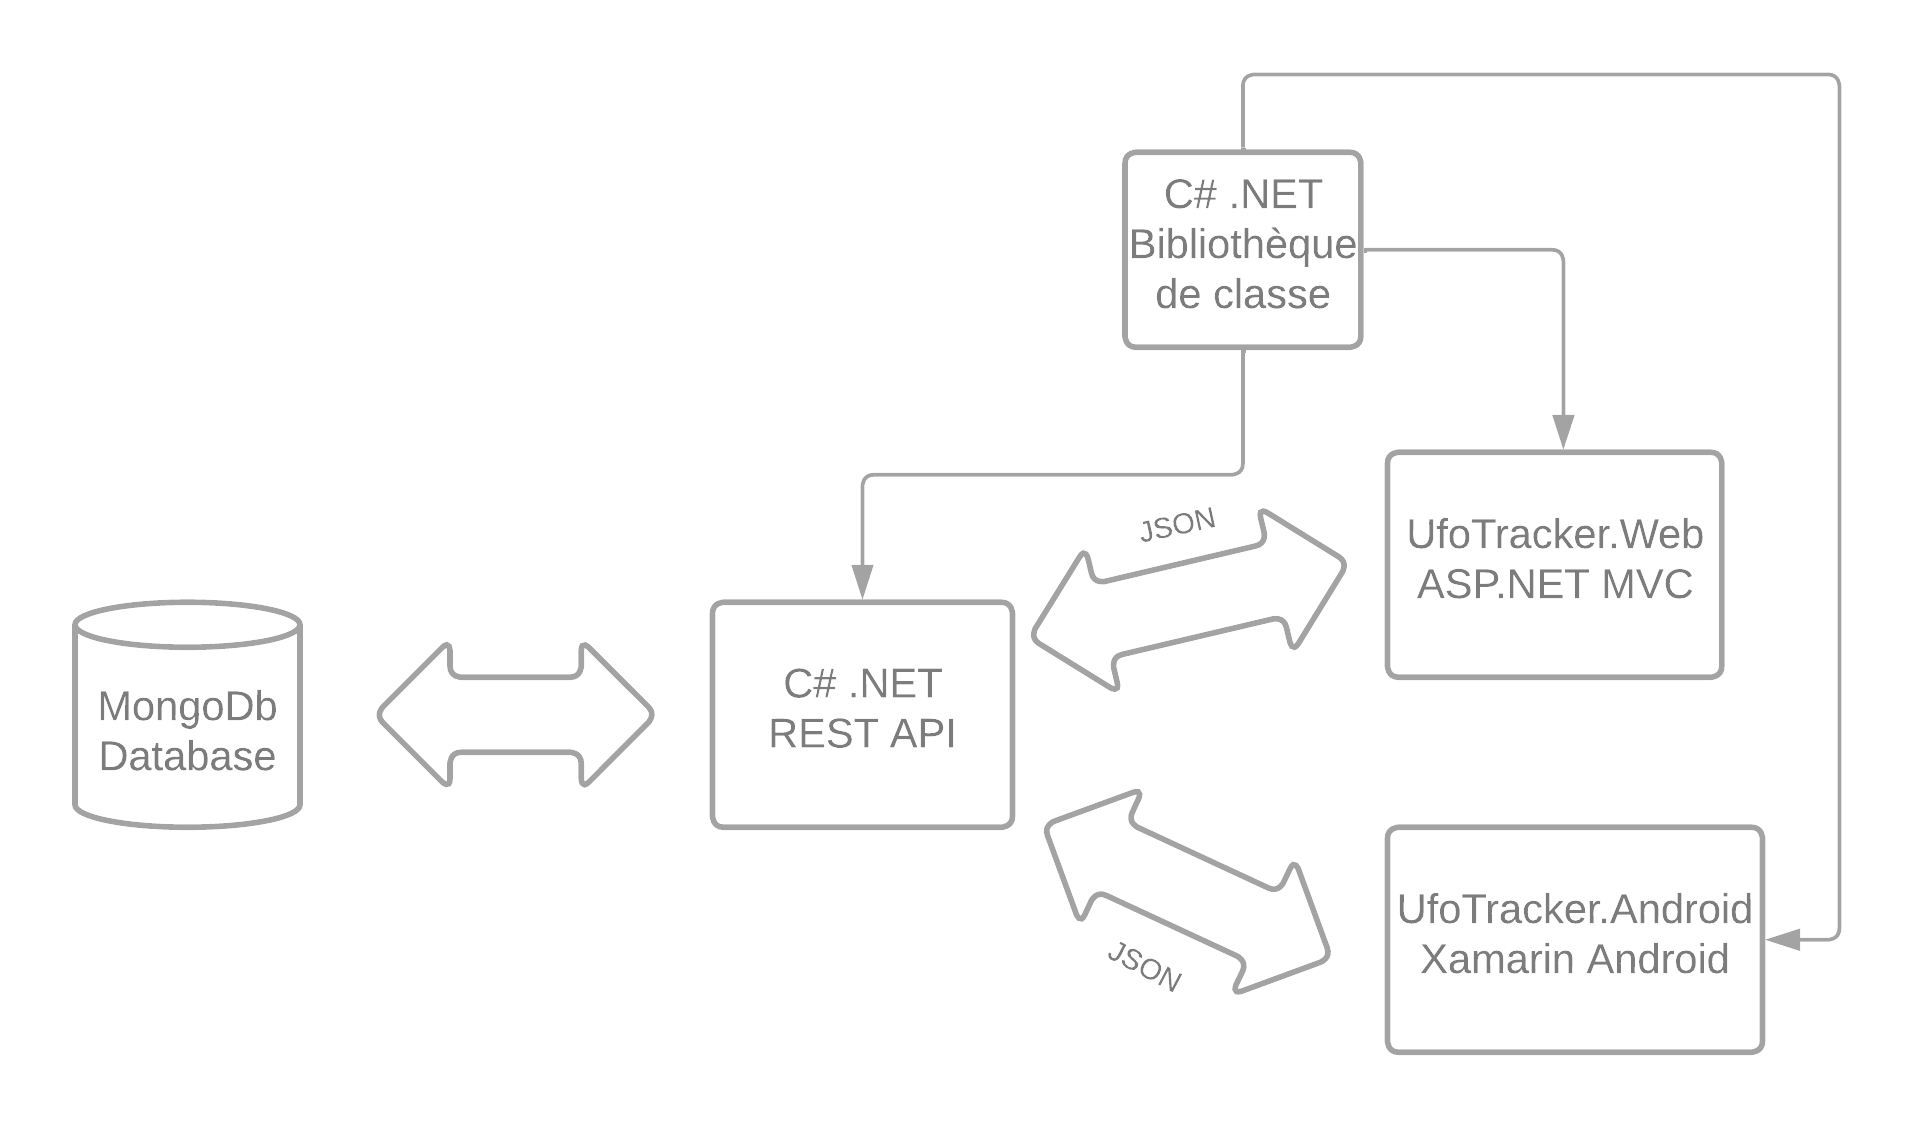 C# .NET
Bibliothèque
de classe
JSON
UfoTracker.Web
ASP.NET MVC
MongoDb
Database
C# .NET
REST API
UfoTracker.Android
Xamarin Android
JSON